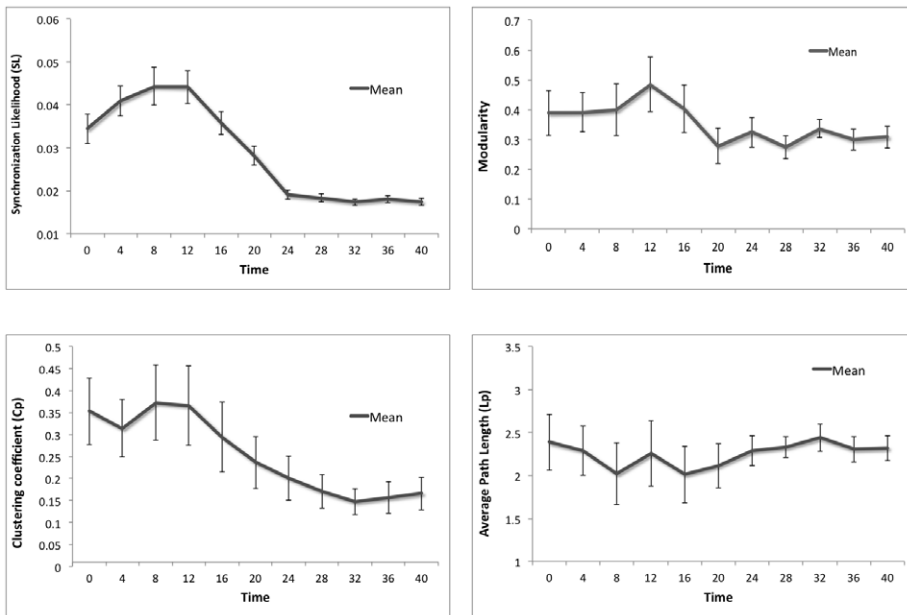 0.06
0.05
0.04
0.03
0.02
0.01
Synchronization Likelihood (SL)
Mean
0 4 8 12 16 20 24 28 32 36 40
Time
0.7
0.6
0.5
0.4
0.3
0.2
0.1
0
Modularity
Mean
0 4 8 12 16 20 24 28 32 36 40
Time
0.5
0.45
0.4
0.35
0.3
0.25
0.2
0.15
0.1
0.05
0
Clustering coefficient (Cp)
Mean
0 4 8 12 16 20 24 28 32 36 40
Time
3.5
3
2.5
2
1.5
1
Average Path Length (Lp)
Mean
0 4 8 12 16 20 24 28 32 36 40
Time